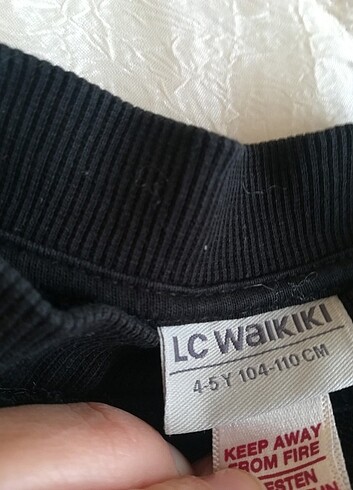 LC WAIKIKI
4-5 Y 104-110 CM
KEEP AWAY
FROM FIRE